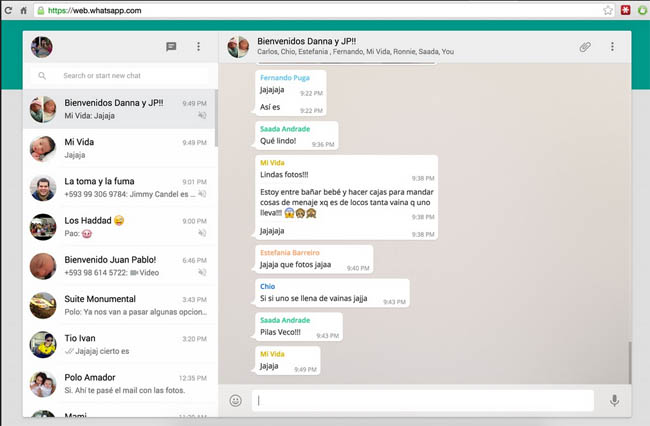 https://web.whatsapp.com
Search or start new chat
Bienvenidos Danna y JP!! 9:49 PM
Mi Vida: Jajaja
Mi Vida 9:49 PM
Jajaja
La toma y la fuma 9:01 PM
+593 99 306 9784: Jimmy Candel es ...
Los Haddad 😅 9:00 PM
Pao: 🐷
Bienvenido Juan Pablo! 6:46 PM
+593 98 614 5722: Video
Suite Monumental 3:43 PM
Polo: Ya nos van a pasar algunas opcion...
Tio Ivan 3:20 PM
Jajajaj cierto es
Polo Amador 12:35 PM
Si. Ahí te pasé el mail con las fotos.
Mami
Bienvenidos Danna y JP!!
Carlos, Chio, Estefania , Fernando, Mi Vida, Ronnie, Saada, You
Fernando Puga
Jajajaja
9:22 PM
Así es
9:22 PM
Saada Andrade
Qué lindo!
9:36 PM
Mi Vida
Lindas fotos!!!
9:38 PM
Estoy entre bañar bebé y hacer cajas para mandar
cosas de menaje xq es de locos tanta vaina q uno
lleva!!! 😱🙊🙈
9:38 PM
Jajajaja
9:38 PM
Estefania Barreiro
Jajaja que fotos jajaa
9:40 PM
Chio
Si si uno se llena de vainas jajja
9:43 PM
Saada Andrade
Pilas Veco!!!
9:43 PM
Mi Vida
Jajaja
9:49 PM